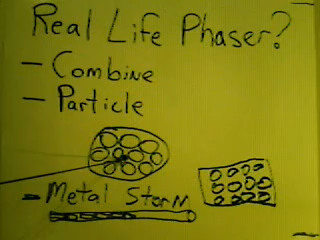 Real Life Phaser?
- Combine
- Particle
- Metal Storm